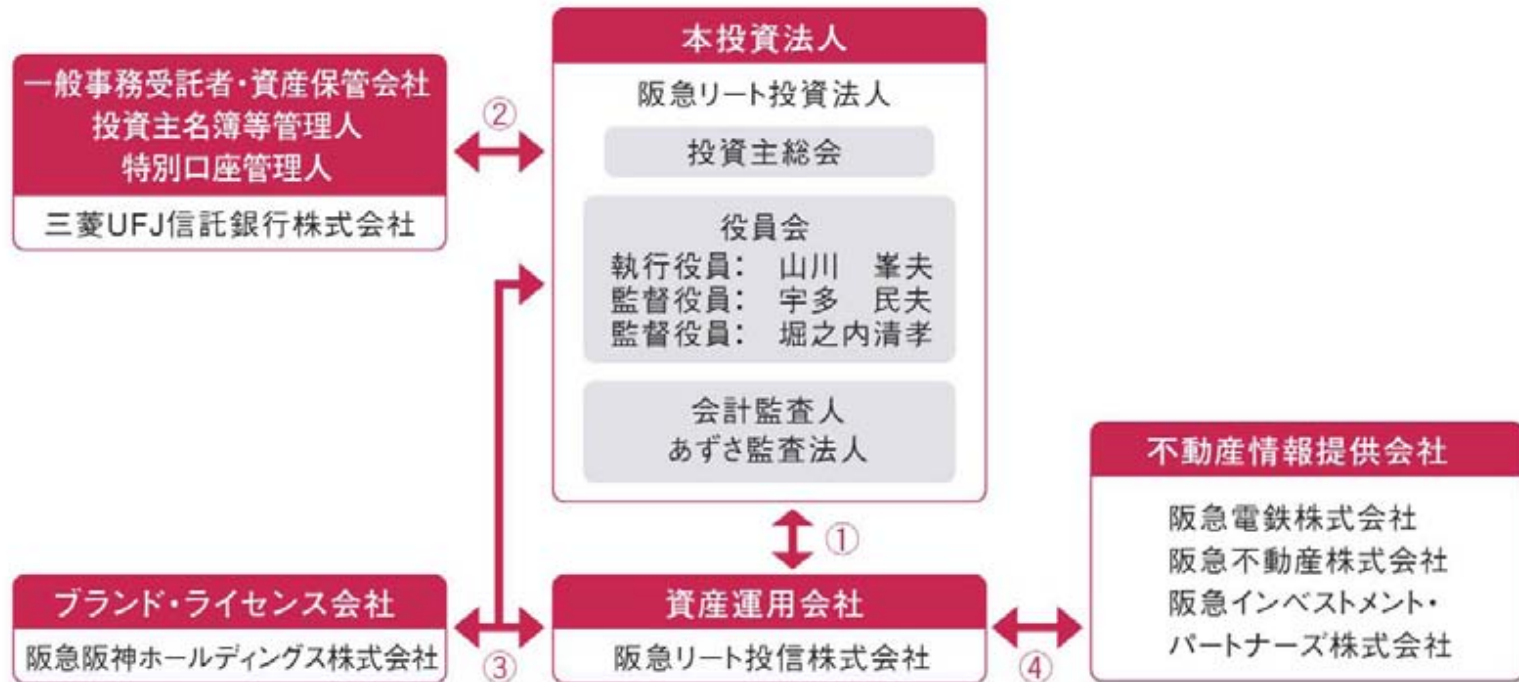 本投資法人
阪急リート投資法人
投資主総会
役員会
執行役員： 山川 峯夫
監督役員： 宇多 民夫
監督役員： 堀之内清孝
会計監査人
あずさ監査法人
一般事務受託者・資産保管会社
投資主名簿等管理人
特別口座管理人
三菱UFJ信託銀行株式会社
②
①
ブランド・ライセンス会社
阪急阪神ホールディングス株式会社
③
資産運用会社
阪急リート投信株式会社
④
不動産情報提供会社
阪急電鉄株式会社
阪急不動産株式会社
阪急インベストメント・
パートナーズ株式会社